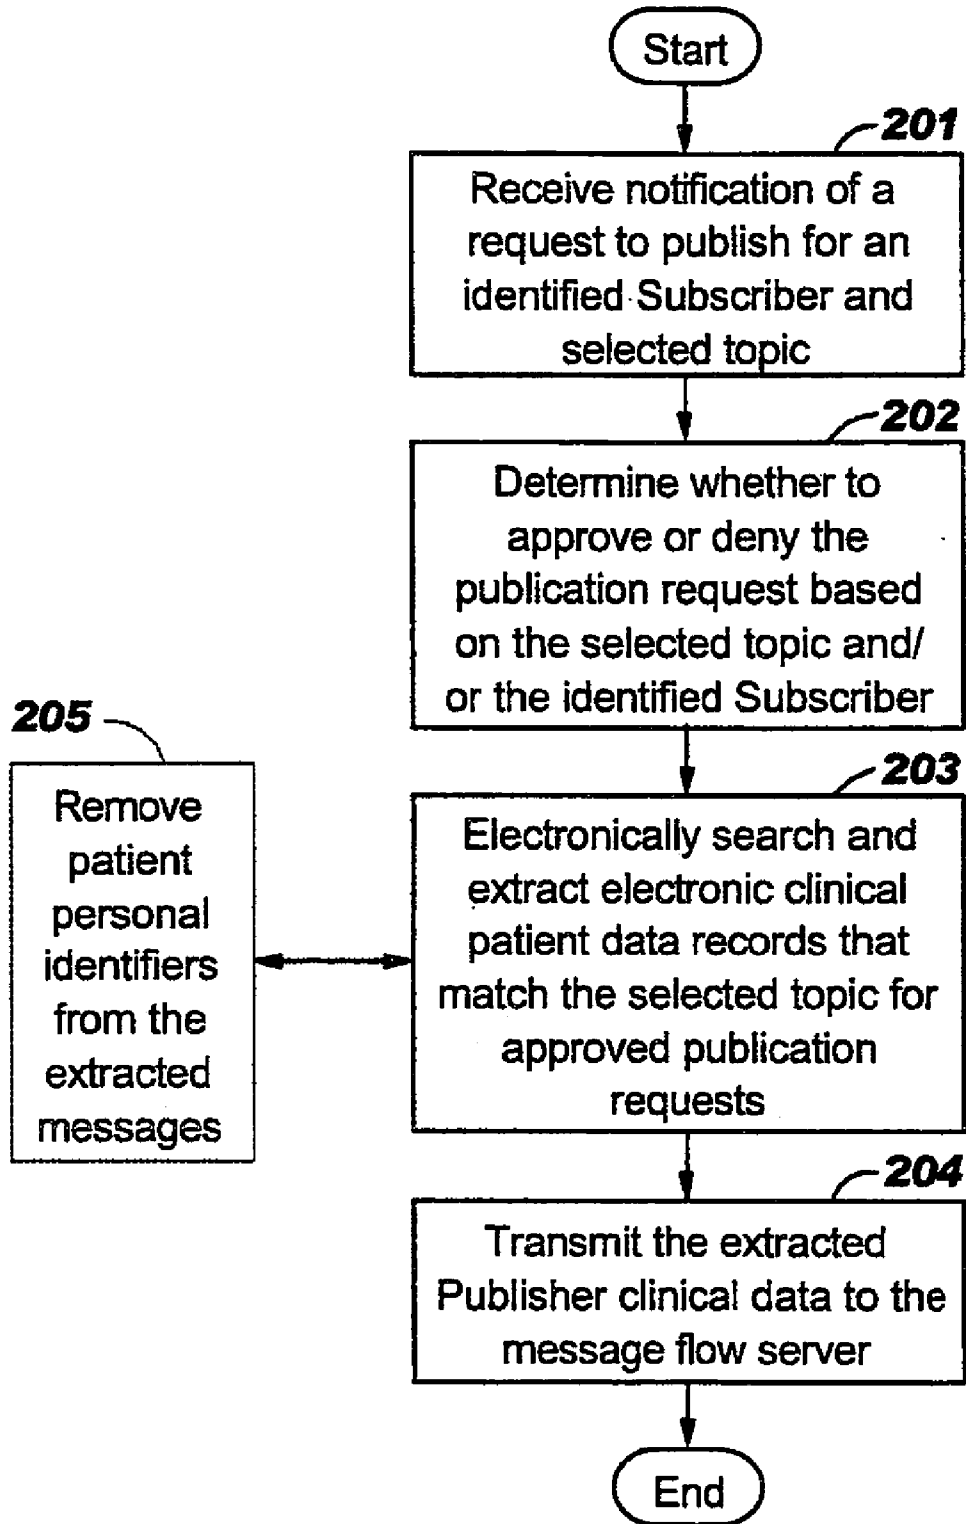 Start
201
Receive notification of a
request to publish for an
identified Subscriber and
selected topic
202
Determine whether to
approve or deny the
publication request based
on the selected topic and/
or the identified Subscriber
203
Electronically search and
extract electronic clinical
patient data records that
match the selected topic for
approved publication
requests
205
Remove
patient
personal
identifiers
from the
extracted
messages
204
Transmit the extracted
Publisher clinical data to the
message flow server
End